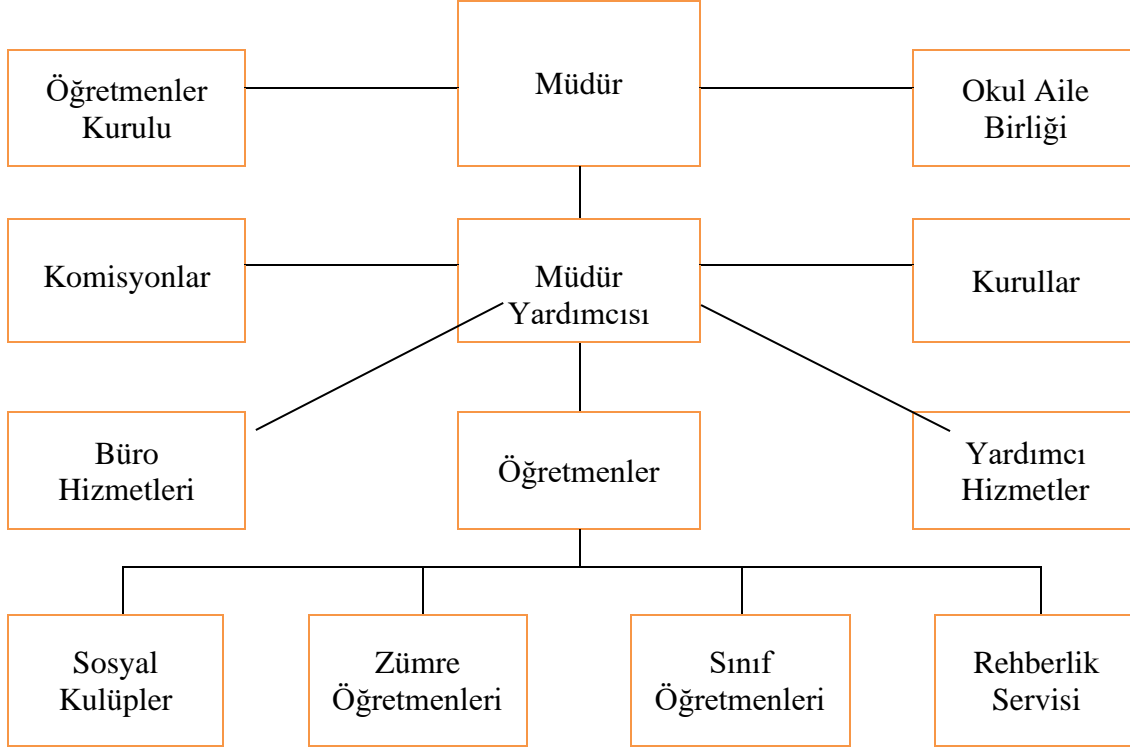 Öğretmenler
Kurulu
Müdür
Okul Aile
Birliği
Komisyonlar
Müdür
Yardımcısı
Kurullar
Büro
Hizmetleri
Öğretmenler
Yardımcı
Hizmetler
Sosyal
Kulüpler
Zümre
Öğretmenleri
Sınıf
Öğretmenleri
Rehberlik
Servisi